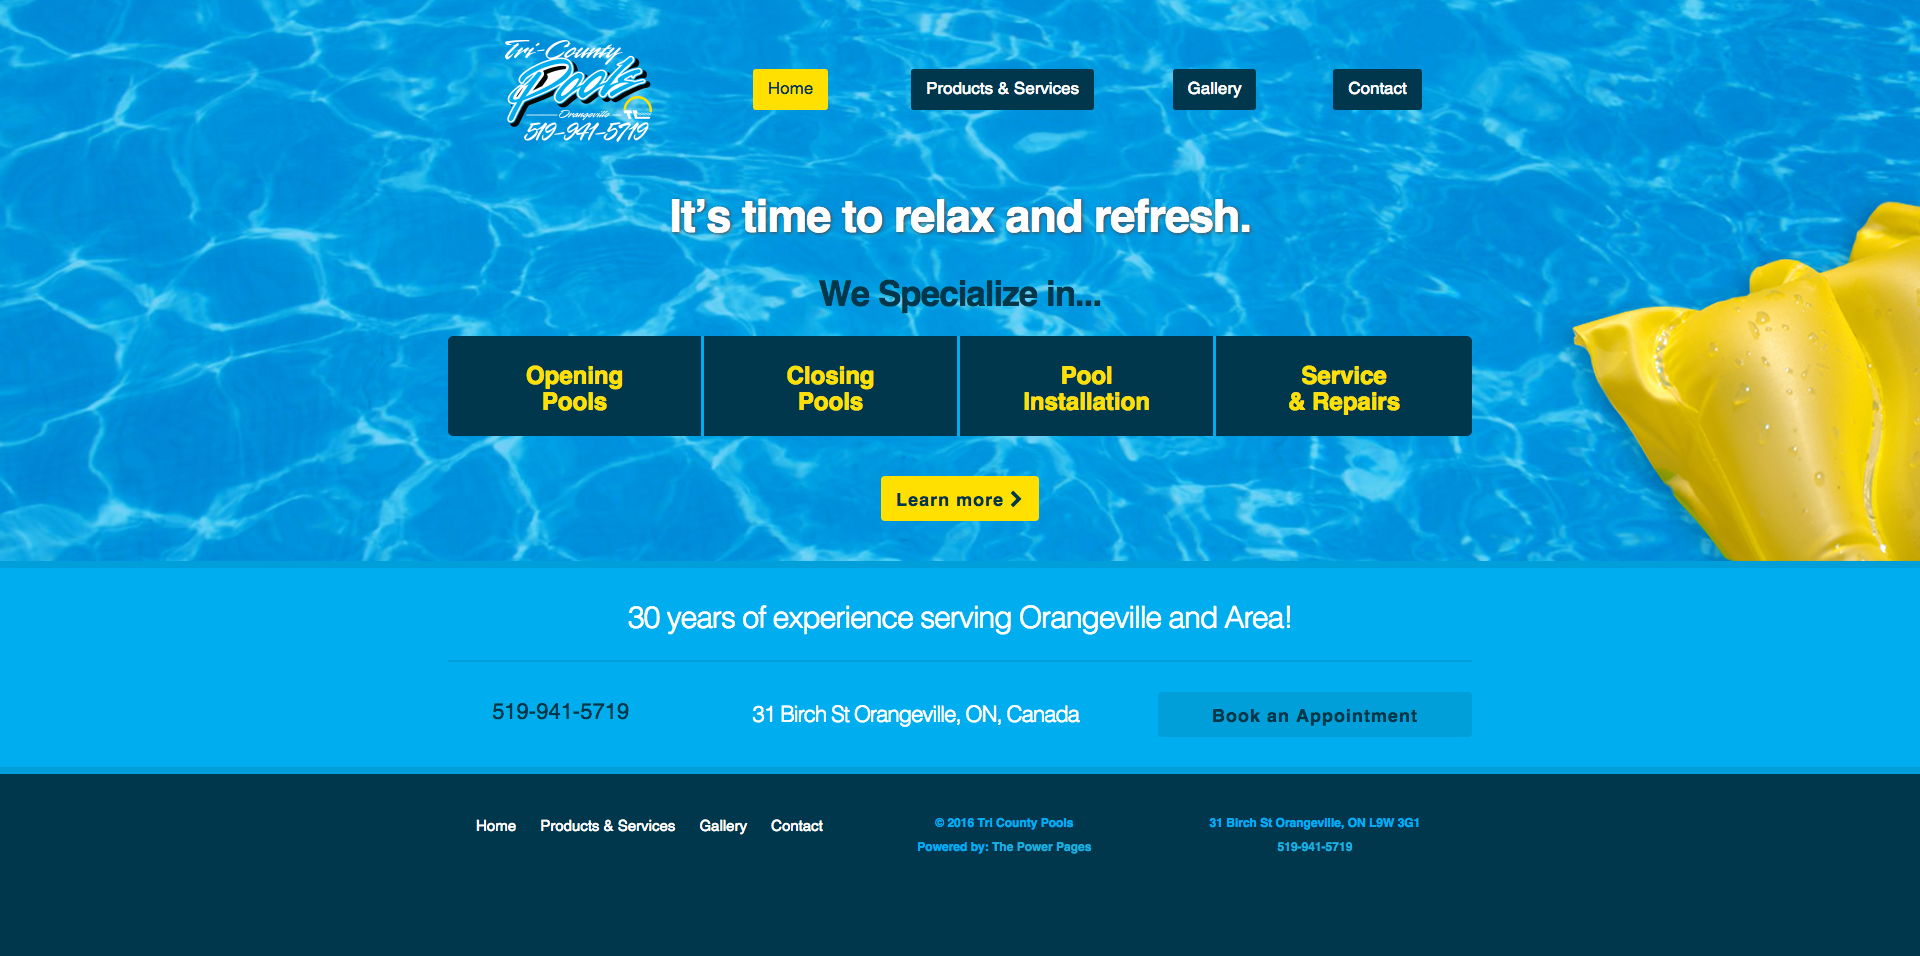 Tri-County
Pools
Orangeville
519-941-5719
Home
Products & Services
Gallery
Contact
It’s time to relax and refresh.
We Specialize in...
Opening
Pools
Closing
Pools
Pool
Installation
Service
& Repairs
Learn more
30 years of experience serving Orangeville and Area!
519-941-5719
31 Birch St Orangeville, ON, Canada
Book an Appointment
Home
Products & Services
Gallery
Contact
© 2016 Tri County Pools
Powered by: The Power Pages
31 Birch St Orangeville, ON L9W 3G1
519-941-5719